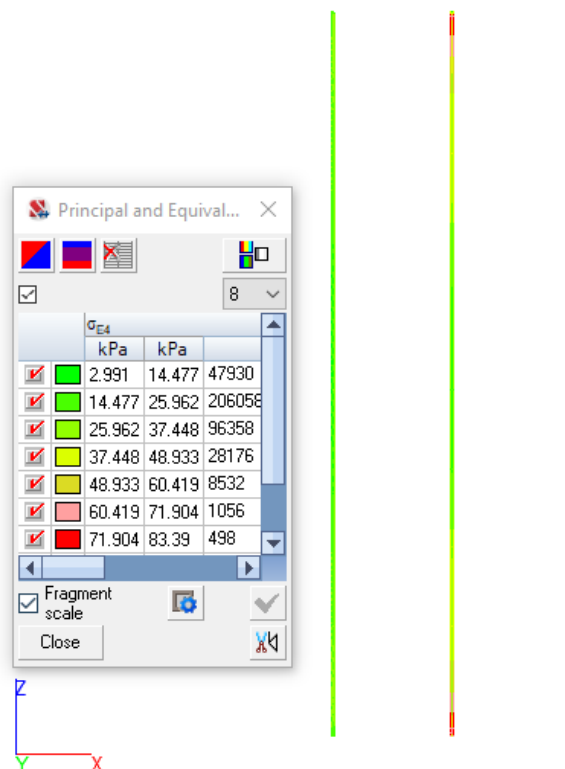 Principal and Equival...
8
σE4
kPa kPa
2.991 14.477 47930
14.477 25.962 206058
25.962 37.448 96358
37.448 48.933 28176
48.933 60.419 8532
60.419 71.904 1056
71.904 83.39 498
Fragment
scale
Close
Z
Y X